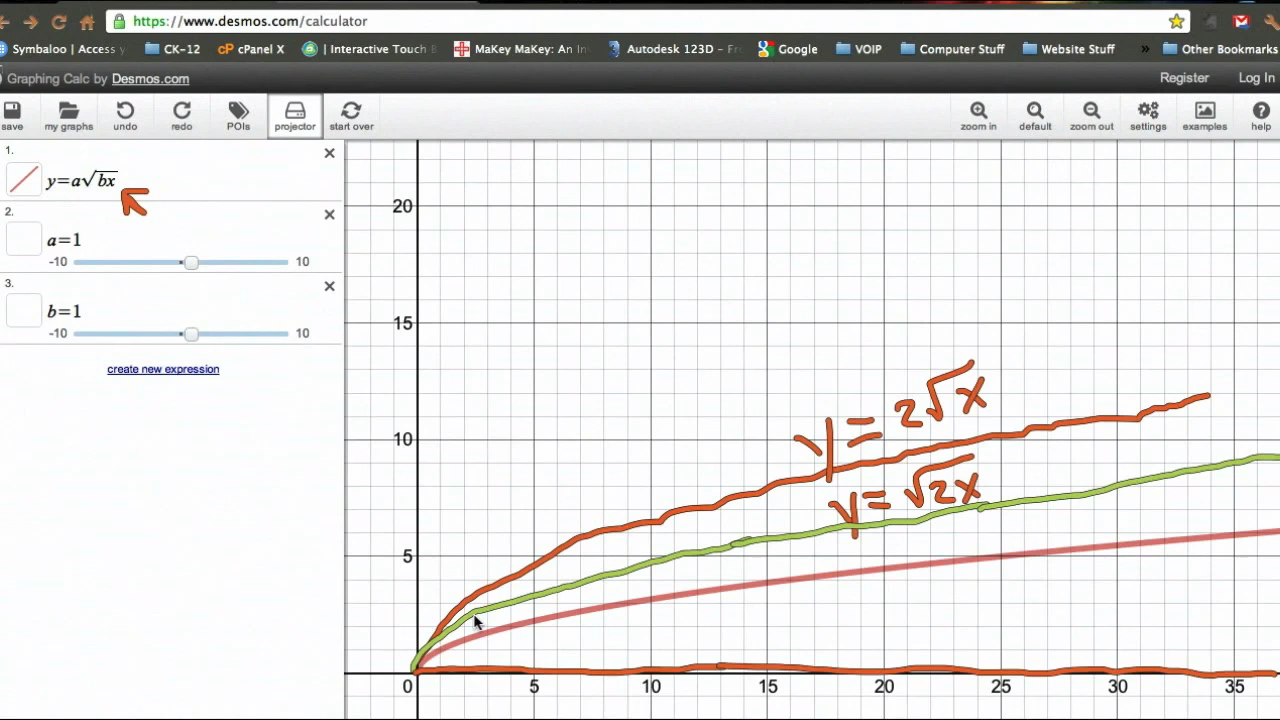 https://www.desmos.com/calculator
Symbaloo | Access
CK-12
cPanel X
| Interactive Touch
MaKey MaKey: An In
Autodesk 123D - Fr
Google
VOIP
Computer Stuff
Website Stuff
»
Other Bookmarks
Graphing Calc by Desmos.com
Register
Log In
save
my graphs
undo
redo
POIs
projector
start over
zoom in
default
zoom out
settings
examples
help
1.
y=a√bx
2.
a=1
-10
10
3.
b=1
-10
10
create new expression
20
15
10
5
y = 2√x
y = √2x
0
5
10
15
20
25
30
35